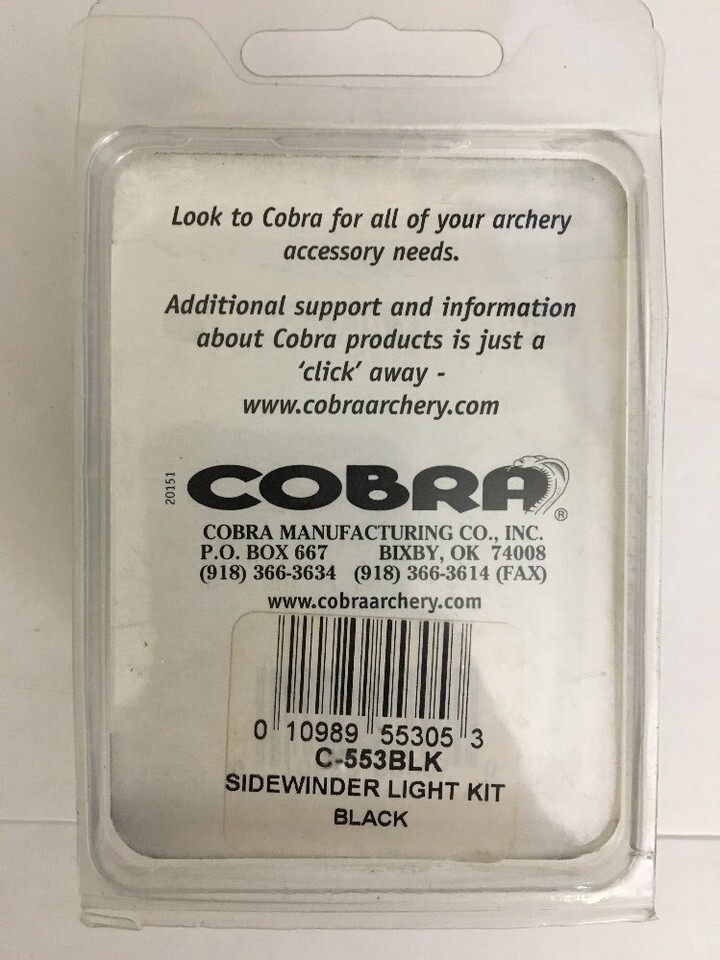 Look to Cobra for all of your archery
accessory needs.
Additional support and information
about Cobra products is just a
‘click’ away -
www.cobraarchery.com
20151
COBRA®
COBRA MANUFACTURING CO., INC.
P.O. BOX 667 BIXBY, OK 74008
(918) 366-3634 (918) 366-3614 (FAX)
www.cobraarchery.com
0 10989 55305 3
C-553BLK
SIDEWINDER LIGHT KIT
BLACK